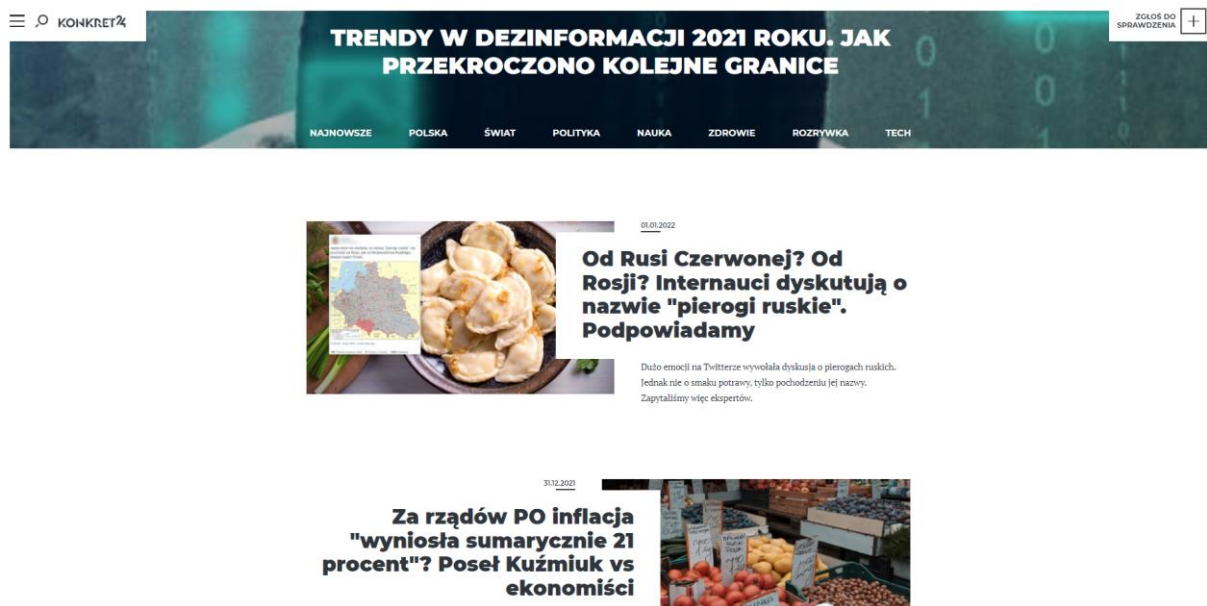 KONKRET24
ZGŁOŚ DO
SPRAWDZENIA
TRENDY W DEZINFORMACJI 2021 ROKU. JAK
PRZEKROCZONO KOLEJNE GRANICE
NAJNOWSZE POLSKA ŚWIAT POLITYKA NAUKA ZDROWIE ROZRYWKA TECH
01.01.2022
Od Rusi Czerwonej? Od
Rosji? Internauci dyskutują o
nazwie "pierogi ruskie".
Podpowiadamy
Dużo emocji na Twitterze wywołała dyskusja o pierogach ruskich.
Jednak nie o smaku potrawy, tylko pochodzeniu jej nazwy.
Zapytaliśmy więc ekspertów.
31.12.2021
Za rządów PO inflacja
"wyniosła sumarycznie 21
procent"? Poseł Kuźmiuk vs
ekonomiści